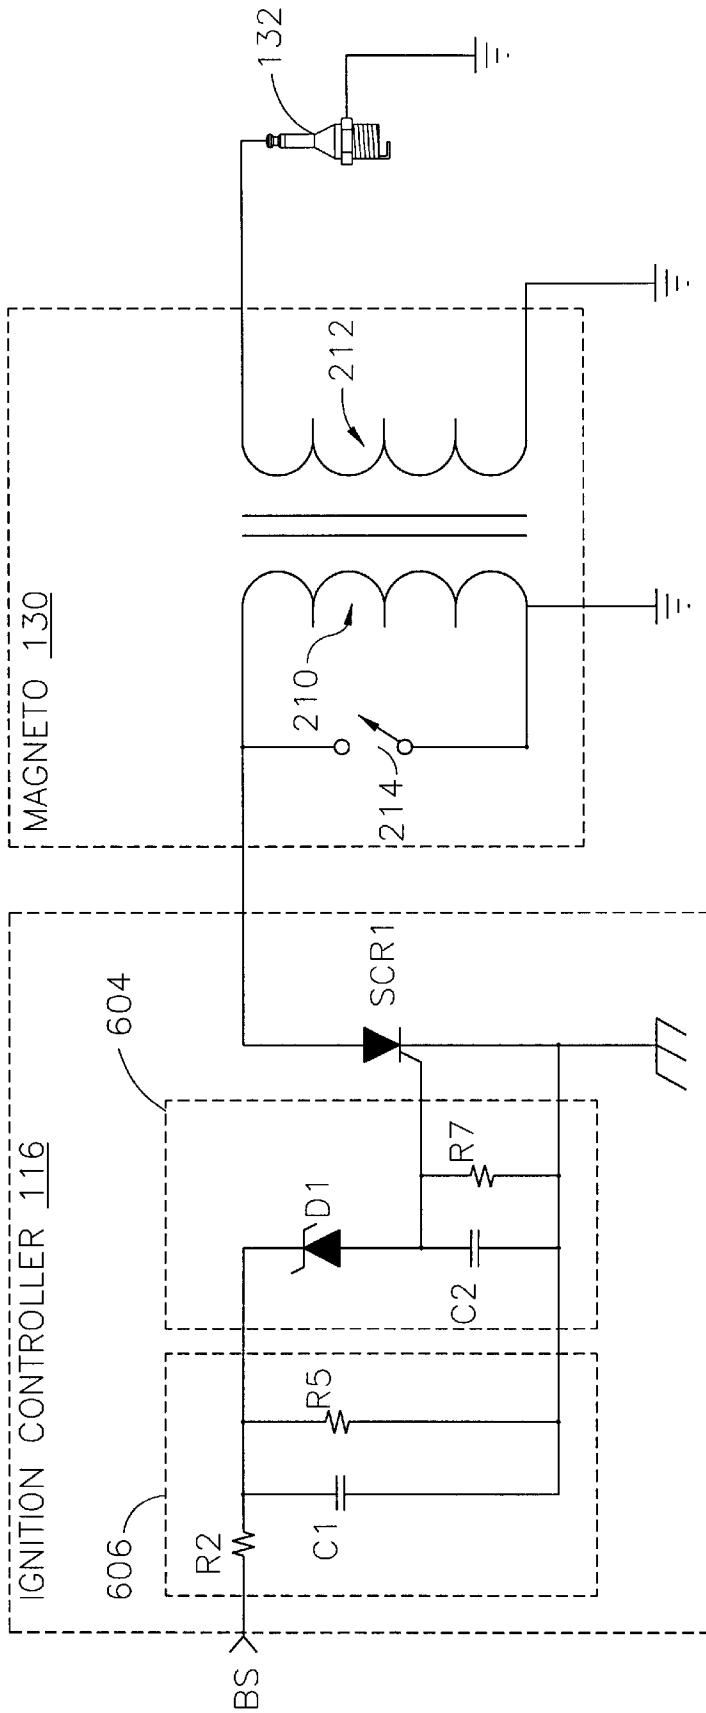 IGNITION CONTROLLER 116
MAGNETO 130
606
604
132
R2
BS
C1
R5
D1
C2
R7
SCR1
214
210
212